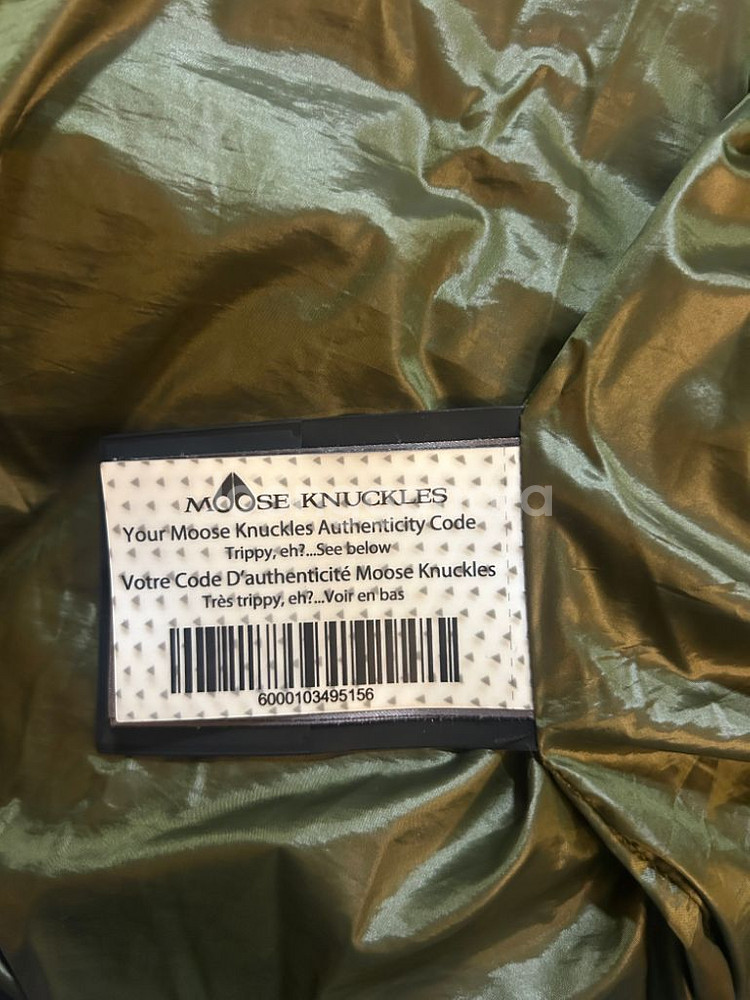 MOOSE KNUCKLES
Your Moose Knuckles Authenticity Code
Trippy, eh?...See below
Votre Code D'authenticité Moose Knuckles
Très trippy, eh?...Voir en bas
6000103495156